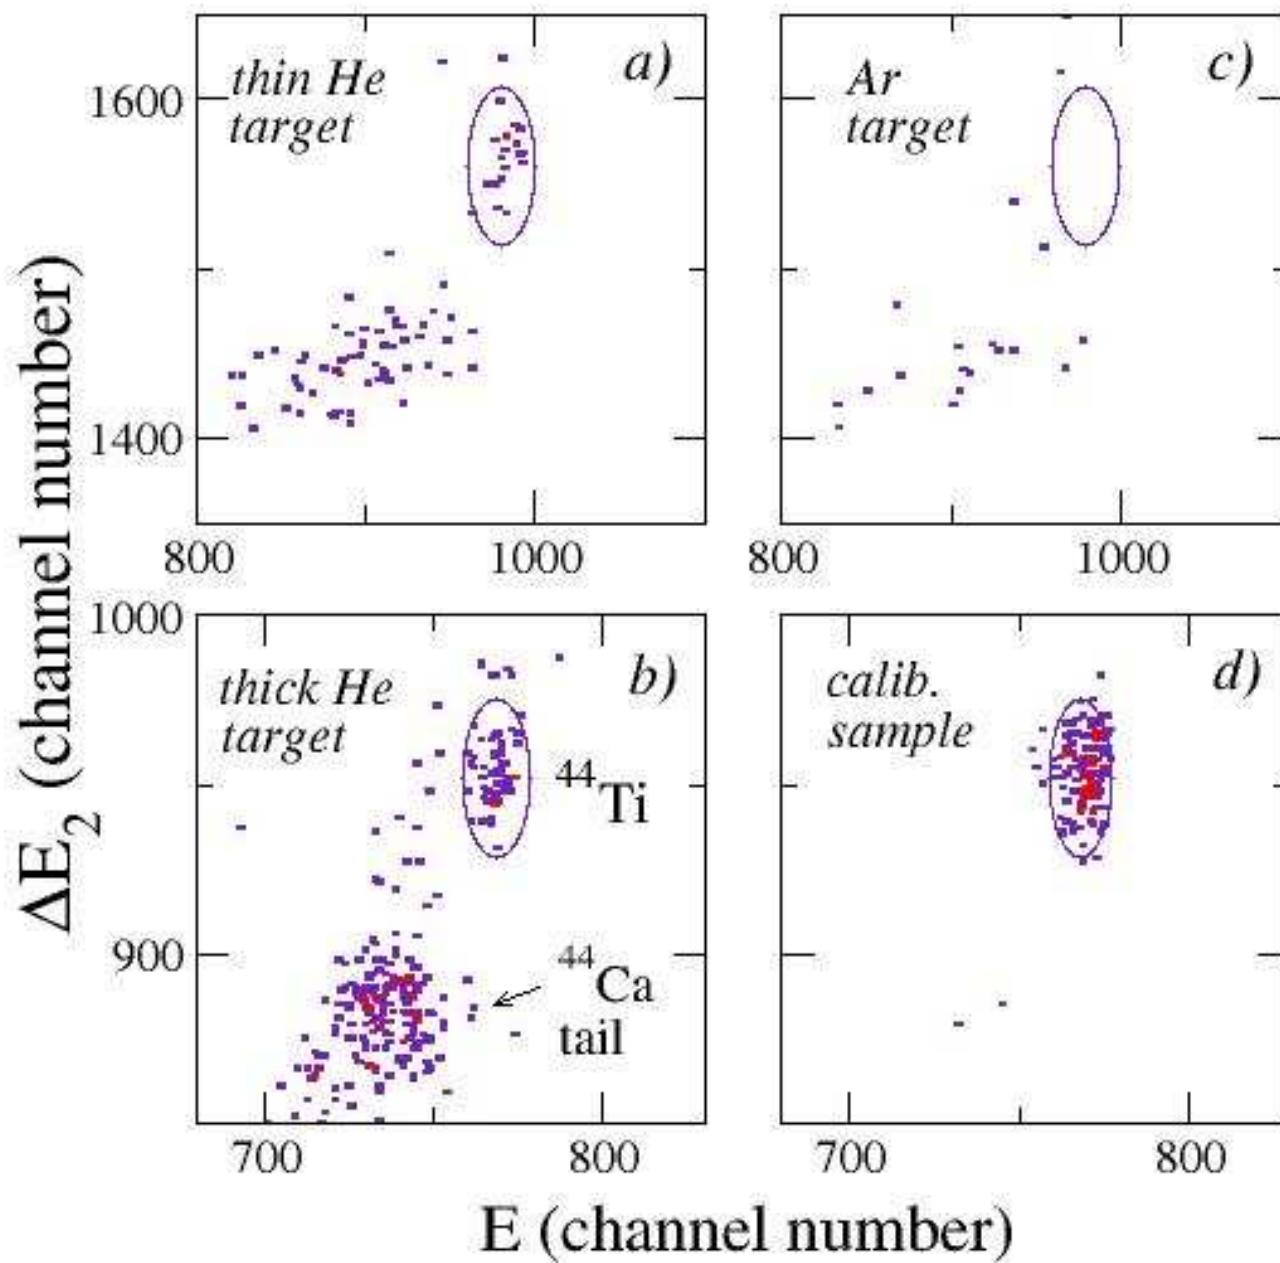 thin He
target
a)
Ar
target
c)
1600
1400
800
1000
800
1000
ΔE2 (channel number)
1000
900
thick He
target
b)
44Ti
44Ca
tail
calib.
sample
d)
700
800
700
800
E (channel number)